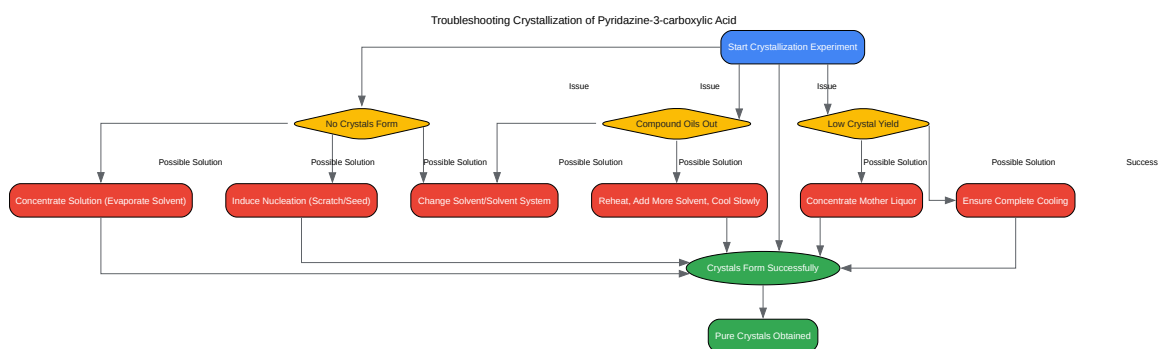 Troubleshooting Crystallization of Pyridazine-3-carboxylic Acid
Start Crystallization Experiment
Issue
Issue
Issue
No Crystals Form
Compound Oils Out
Low Crystal Yield
Possible Solution
Possible Solution
Possible Solution
Possible Solution
Possible Solution
Possible Solution
Possible Solution
Success
Concentrate Solution (Evaporate Solvent)
Induce Nucleation (Scratch/Seed)
Change Solvent/Solvent System
Reheat, Add More Solvent, Cool Slowly
Concentrate Mother Liquor
Ensure Complete Cooling
Crystals Form Successfully
Pure Crystals Obtained